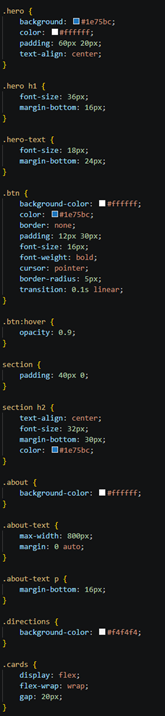 .hero {
    background: #1e75bc;
    color: #ffffff;
    padding: 60px 20px;
    text-align: center;
}

.hero h1 {
    font-size: 36px;
    margin-bottom: 16px;
}

.hero-text {
    font-size: 18px;
    margin-bottom: 24px;
}

.btn {
    background-color: #ffffff;
    color: #1e75bc;
    border: none;
    padding: 12px 30px;
    font-size: 16px;
    font-weight: bold;
    cursor: pointer;
    border-radius: 5px;
    transition: 0.1s linear;
}

.btn:hover {
    opacity: 0.9;
}

section {
    padding: 40px 0;
}

section h2 {
    text-align: center;
    font-size: 32px;
    margin-bottom: 30px;
    color: #1e75bc;
}

.about {
    background-color: #ffffff;
}

.about-text {
    max-width: 800px;
    margin: 0 auto;
}

.about-text p {
    margin-bottom: 16px;
}

.directions {
    background-color: #f4f4f4;
}

.cards {
    display: flex;
    flex-wrap: wrap;
    gap: 20px;
}